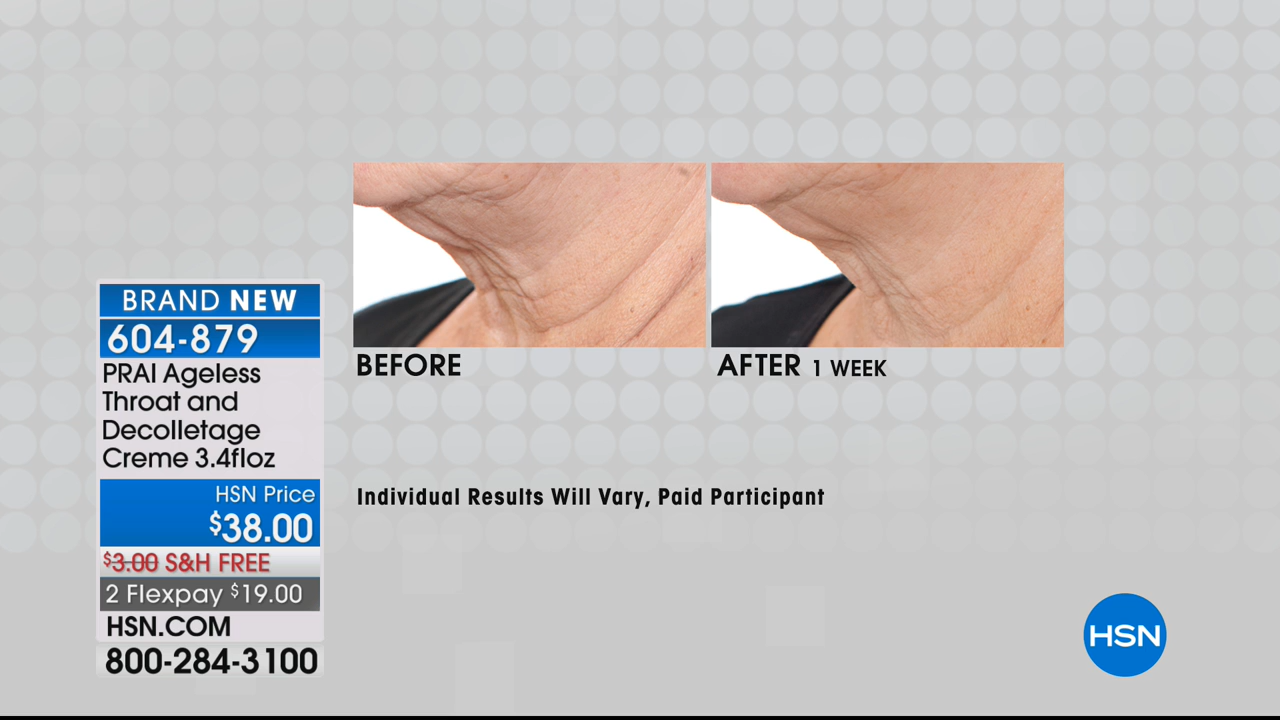 BRAND NEW
604-879
PRAI Ageless
Throat and
Decolletage
Creme 3.4floz
HSN Price
$38.00
$3.00 S&H FREE
2 Flexpay $19.00
HSN.COM
800-284-3100
BEFORE
AFTER 1 WEEK
Individual Results Will Vary, Paid Participant
HSN